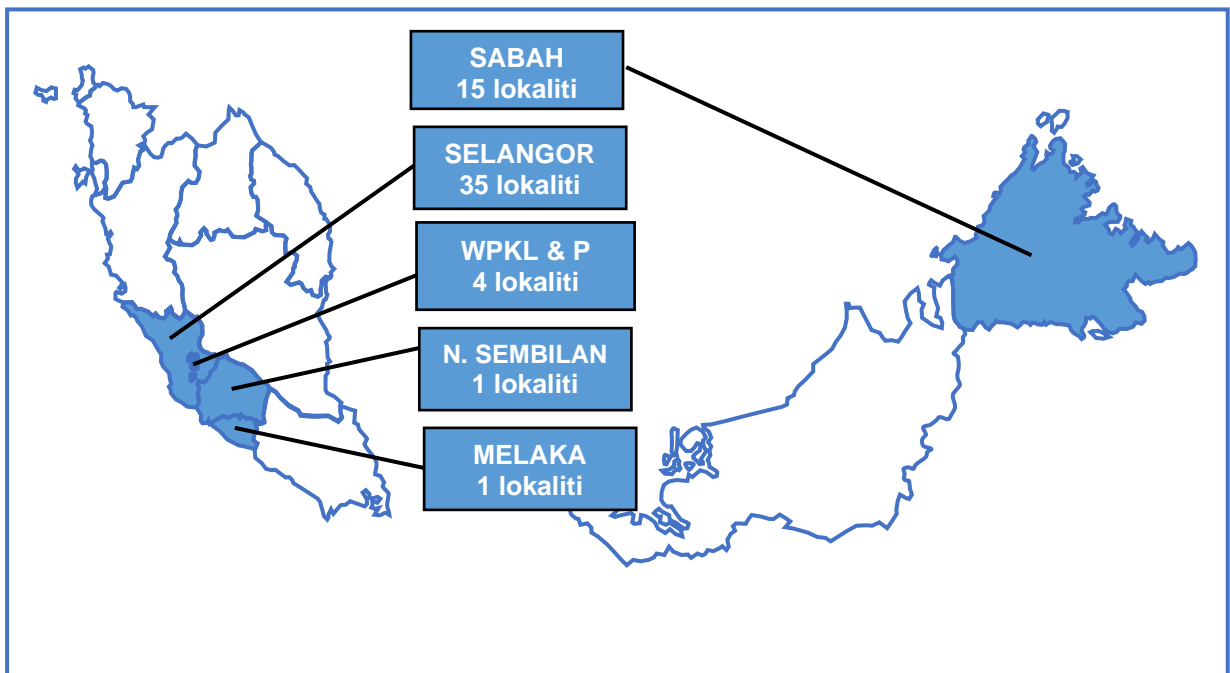 SABAH
15 lokaliti
SELANGOR
35 lokaliti
WPKL & P
4 lokaliti
N. SEMBILAN
1 lokaliti
MELAKA
1 lokaliti